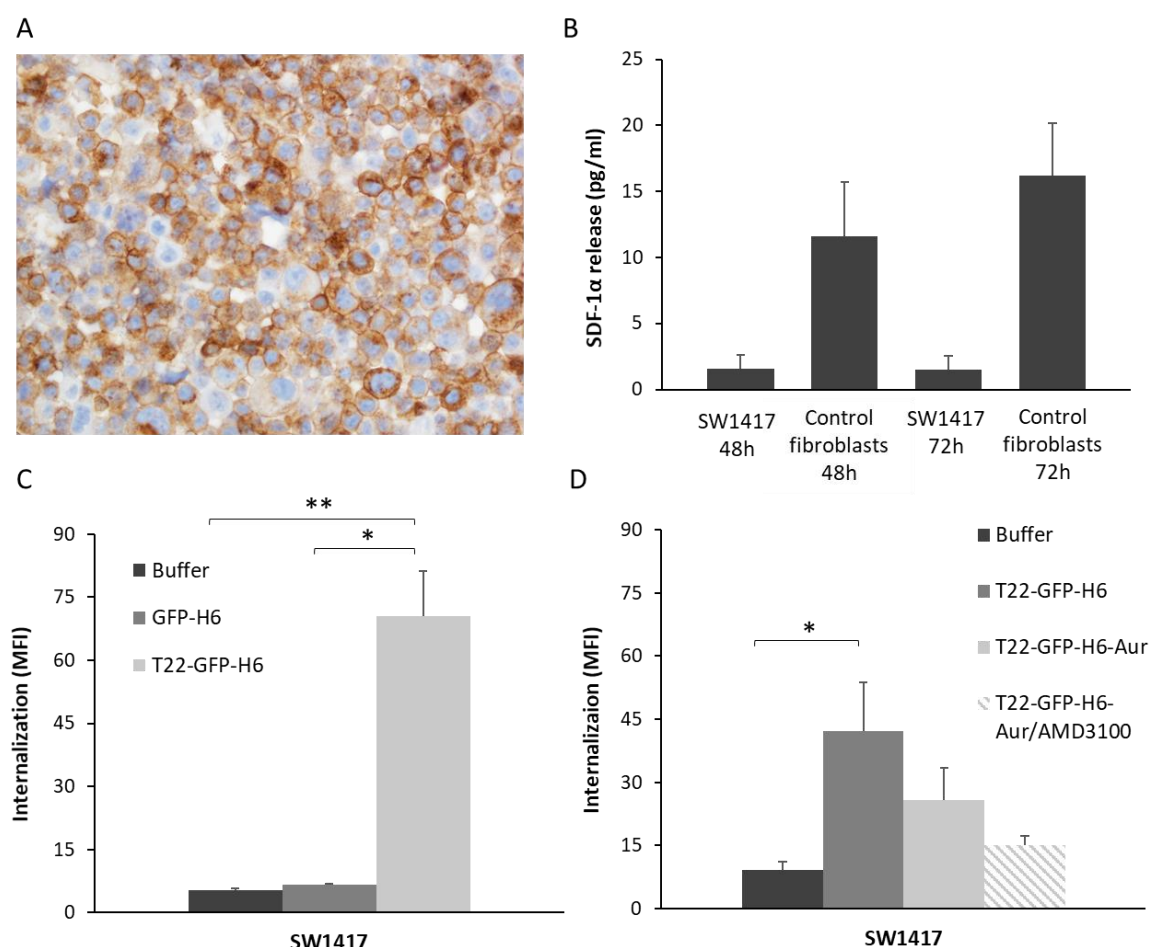 A
B
SDF-1α release (pg/ml)
25
20
15
10
5
0
SW1417
48h
Control
fibroblasts
48h
SW1417
72h
Control
fibroblasts
72h
C
Internalization (MFI)
90
75
60
45
30
15
0
**
*
Buffer
GFP-H6
T22-GFP-H6
SW1417
D
Internalizaion (MFI)
90
75
60
45
30
15
0
*
Buffer
T22-GFP-H6
T22-GFP-H6-Aur
T22-GFP-H6-
Aur/AMD3100
SW1417